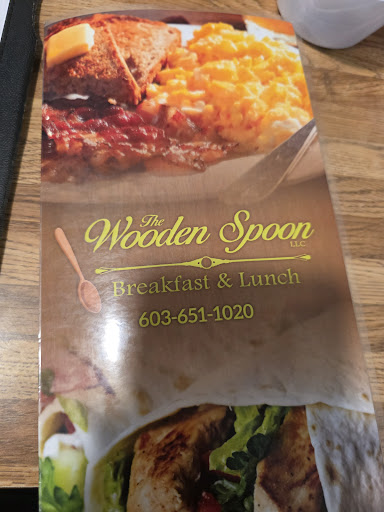 The
Wooden Spoon
LLC
Breakfast & Lunch
603-651-1020